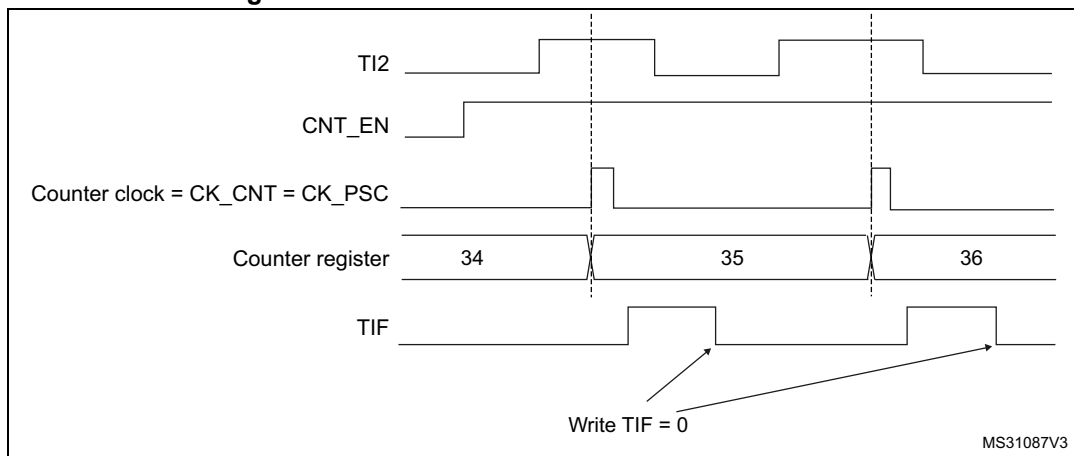 TI2
CNT_EN
Counter clock = CK_CNT = CK_PSC
Counter register 34 35 36
TIF
Write TIF = 0
MS31087V3